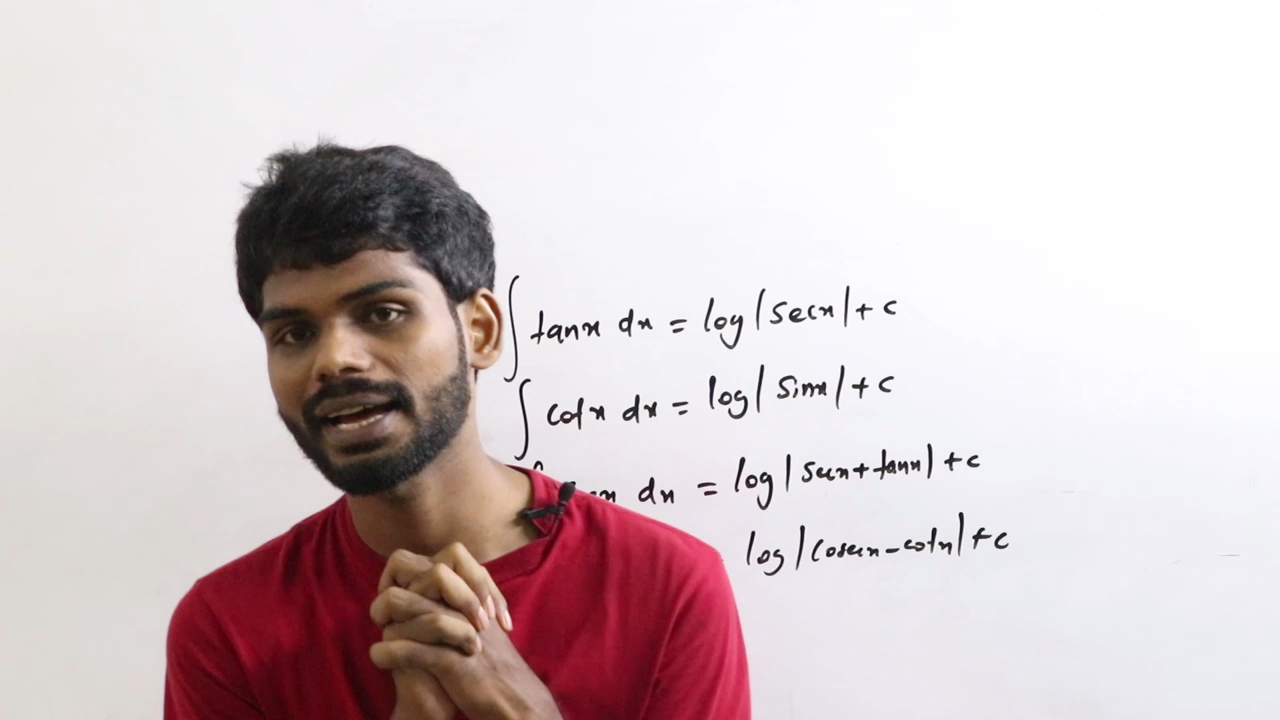 ∫ tanx dx = log|secx| + c
∫ cotx dx = log|sinx| + c
dx = log|secx + tanx| + c
log|cosecx - cotx| + c